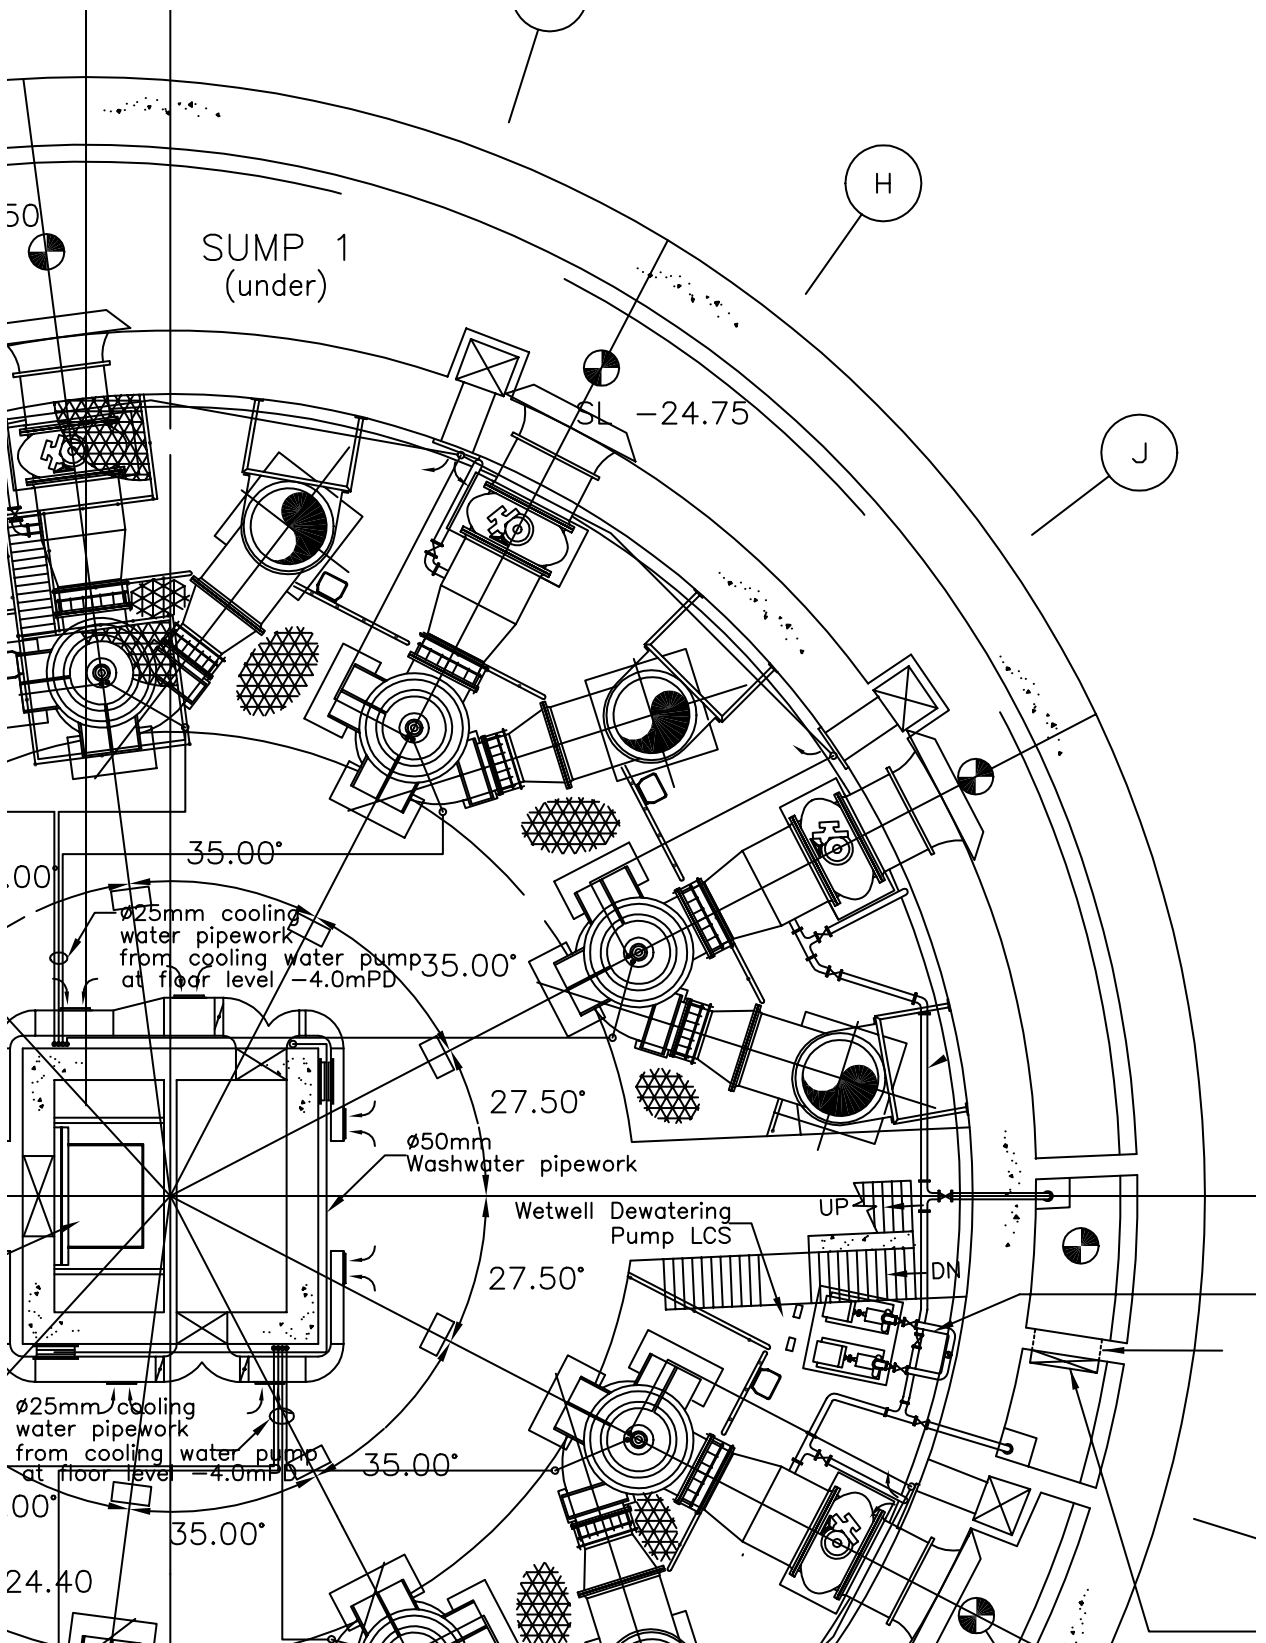 H
50
SUMP 1
(under)
SL -24.75
J
35.00°
.00
ø25mm cooling
water pipework
from cooling water pump
at floor level -4.0mPD
35.00°
27.50°
ø50mm
Washwater pipework
UP
Wetwell Dewatering
Pump LCS
DN
27.50°
ø25mm cooling
water pipework
from cooling water pump
at floor level -4.0mPD
35.00°
00°
35.00°
24.40